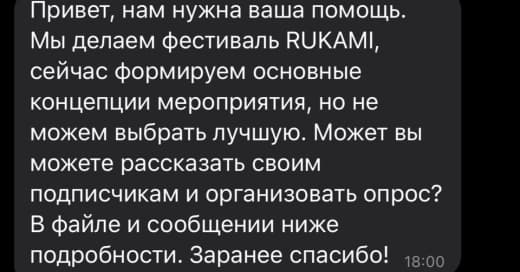 Привет, нам нужна ваша помощь.
Мы делаем фестиваль RUKAMI,
сейчас формируем основные
концепции мероприятия, но не
можем выбрать лучшую. Может вы
можете рассказать своим
подписчикам и организовать опрос?
В файле и сообщении ниже
подробности. Заранее спасибо!
18:00